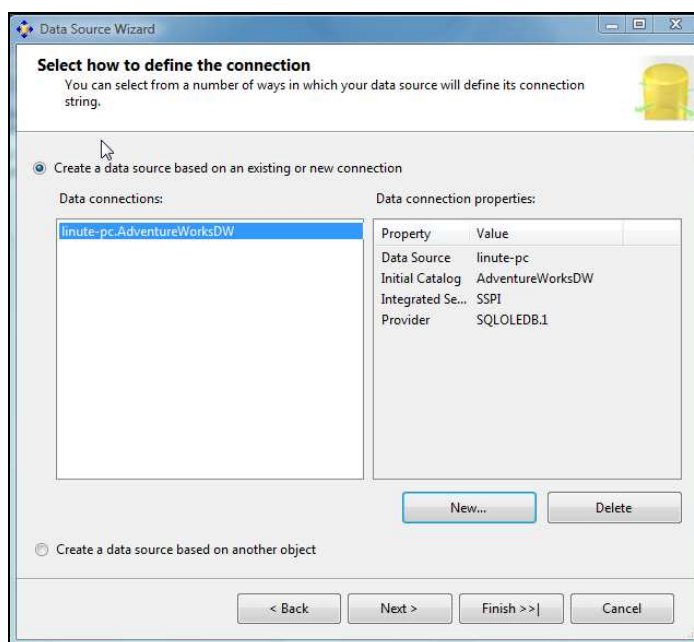 Data Source Wizard
Select how to define the connection
You can select from a number of ways in which your data source will define its connection
string.
Create a data source based on an existing or new connection
Data connections:
Data connection properties:
linute-pc.AdventureWorksDW
Property Value
Data Source linute-pc
Initial Catalog AdventureWorksDW
Integrated Se... SSPI
Provider SQLOLEDB.1
New... Delete
Create a data source based on another object
< Back Next > Finish >>| Cancel